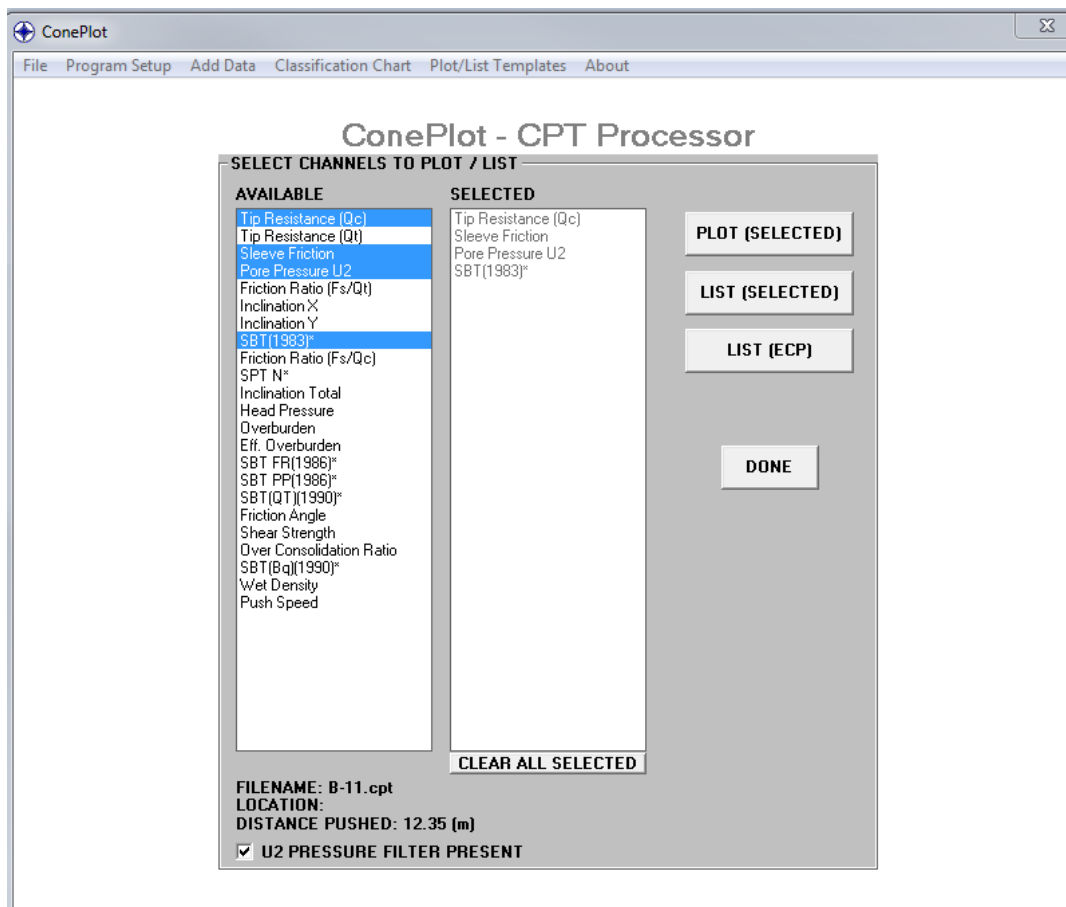 ConePlot
File Program Setup Add Data Classification Chart Plot/List Templates About
ConePlot - CPT Processor
SELECT CHANNELS TO PLOT / LIST
AVAILABLE
Tip Resistance (Qc)
Tip Resistance (Qt)
Sleeve Friction
Pore Pressure U2
Friction Ratio (Fs/Qt)
Inclination X
Inclination Y
SBT(1983)*
Friction Ratio (Fs/Qc)
SPT N*
Inclination Total
Head Pressure
Overburden
Eff. Overburden
SBT FR(1986)*
SBT PP(1986)*
SBT(QT)(1990)*
Friction Angle
Shear Strength
Over Consolidation Ratio
SBT(Bq)(1990)*
Wet Density
Push Speed
SELECTED
Tip Resistance (Qc)
Sleeve Friction
Pore Pressure U2
SBT(1983)*
CLEAR ALL SELECTED
PLOT (SELECTED)
LIST (SELECTED)
LIST (ECP)
DONE
FILENAME: B-11.cpt
LOCATION:
DISTANCE PUSHED: 12.35 (m)
U2 PRESSURE FILTER PRESENT